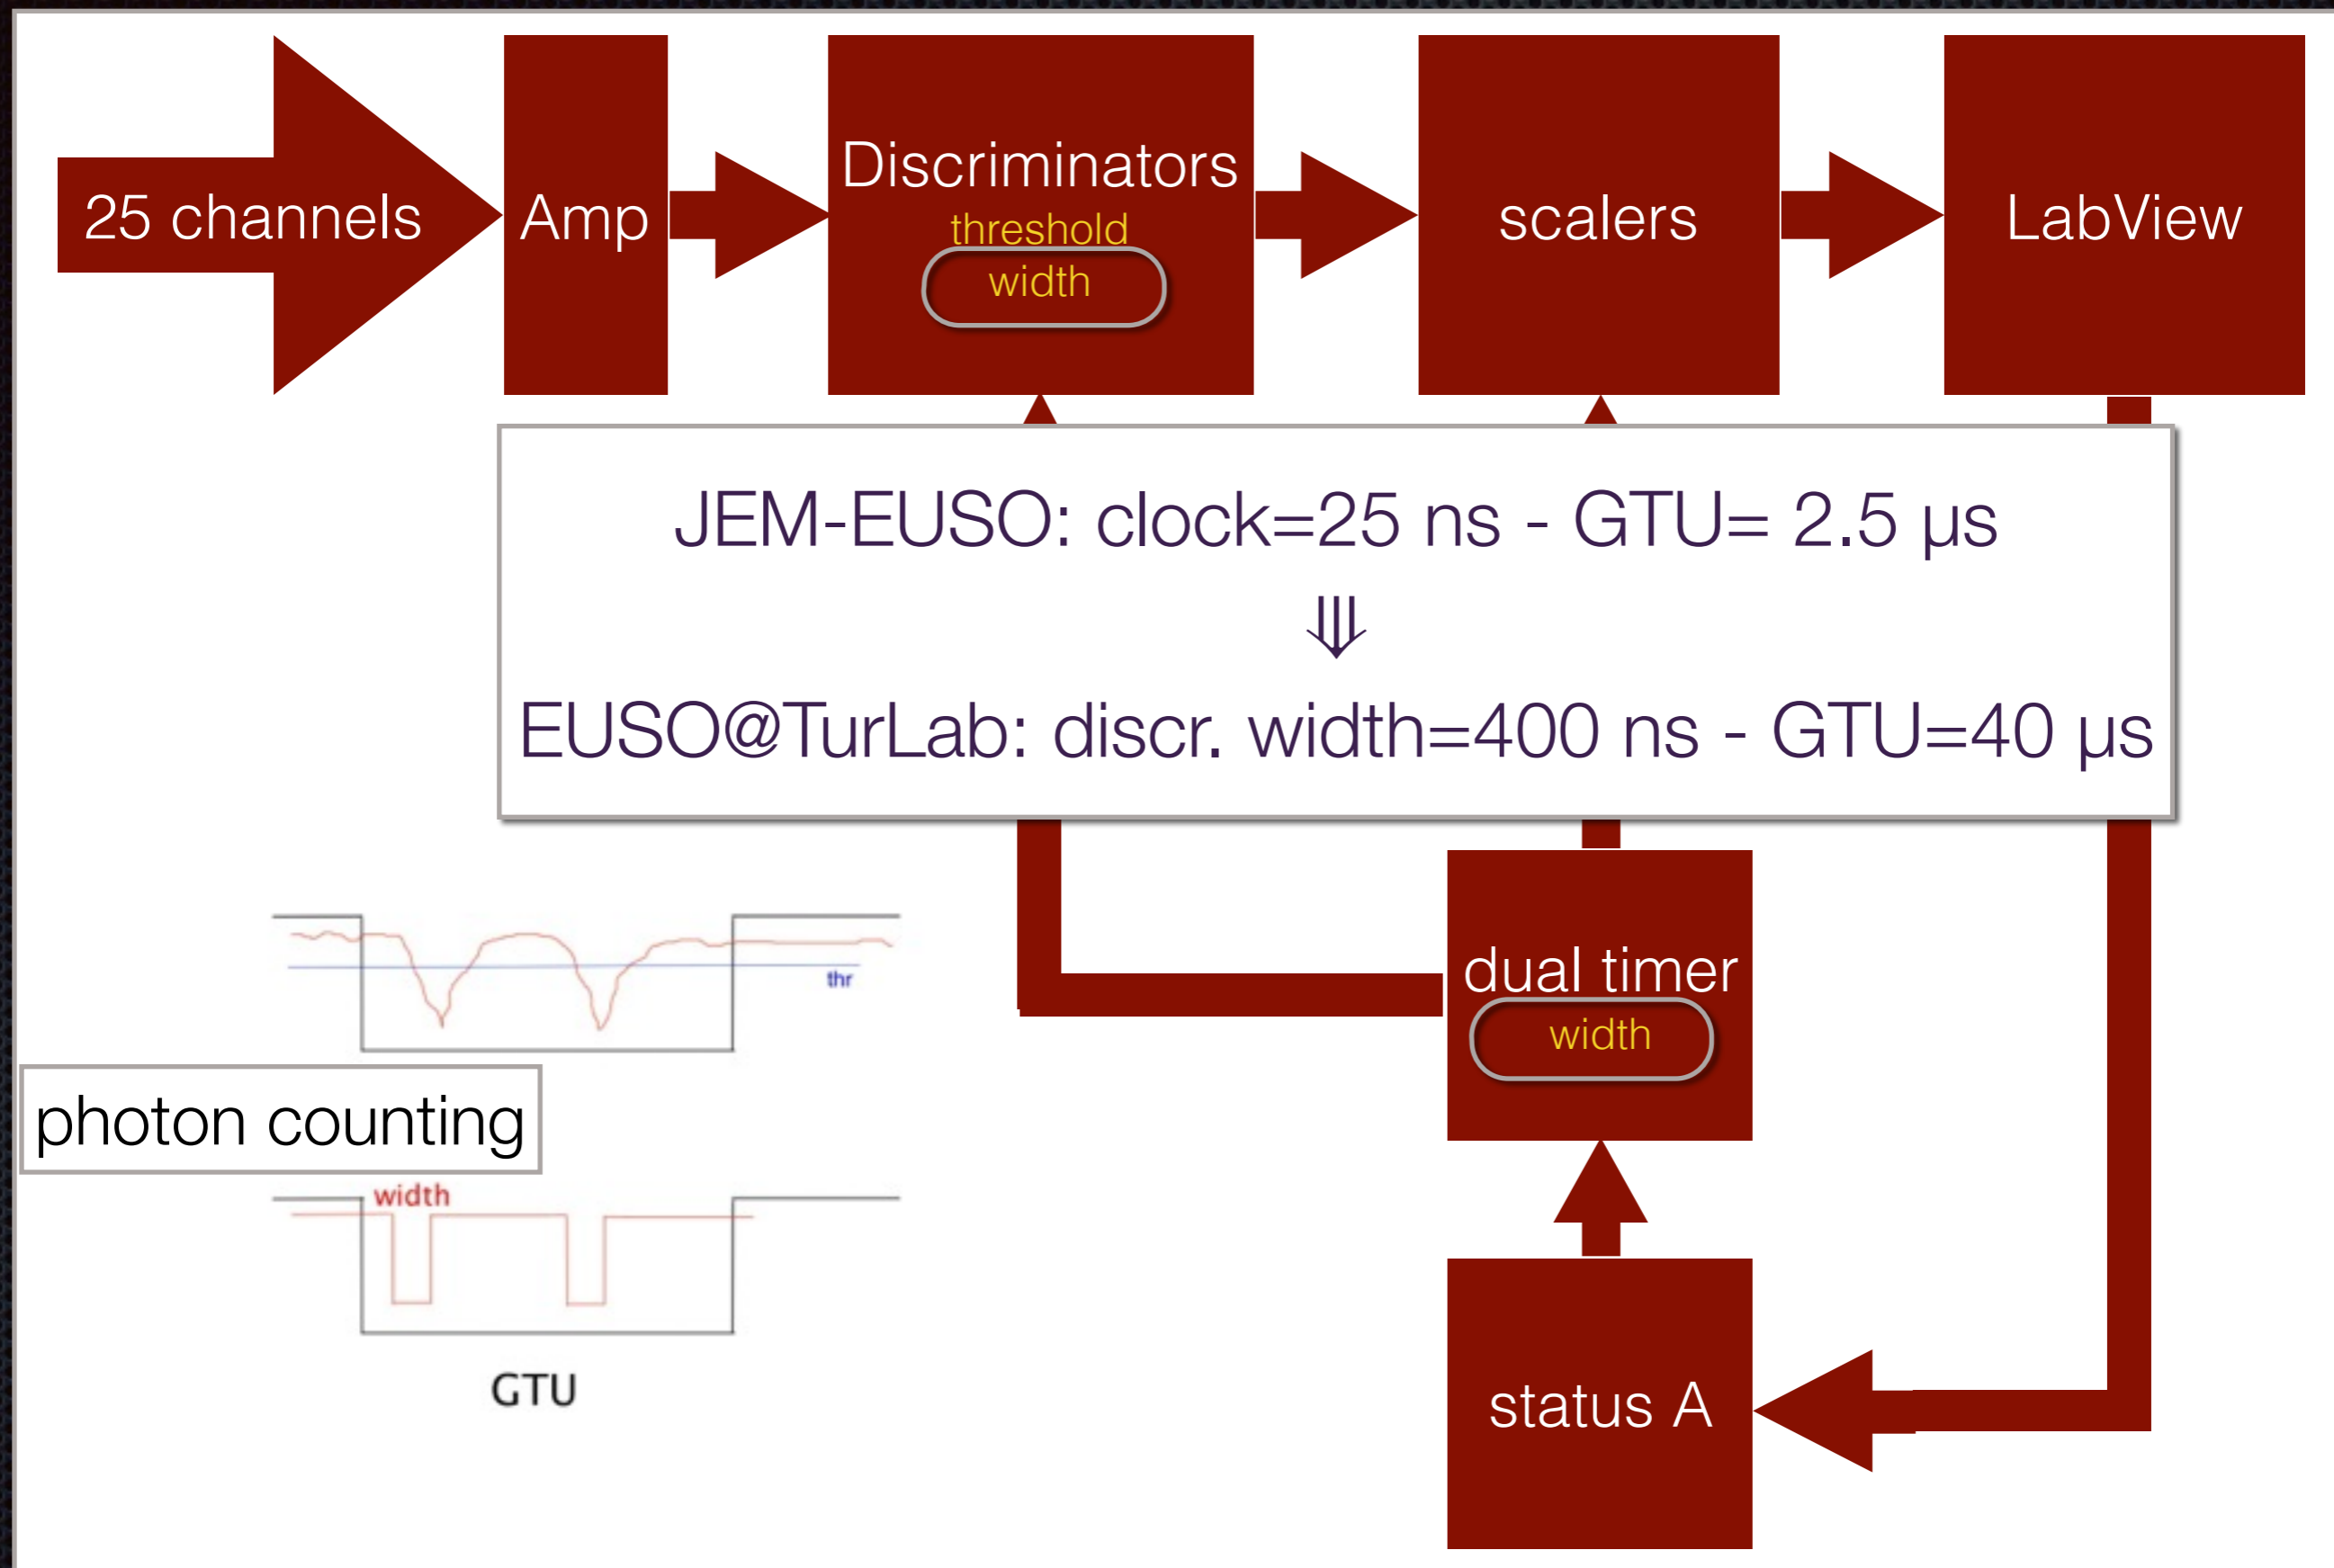 25 channels
Amp
Discriminators
threshold
width
scalers
LabView
JEM-EUSO: clock=25 ns - GTU= 2.5 µs
⇓
EUSO@TurLab: discr. width=400 ns - GTU=40 µs
thr
dual timer
width
photon counting
width
GTU
status A